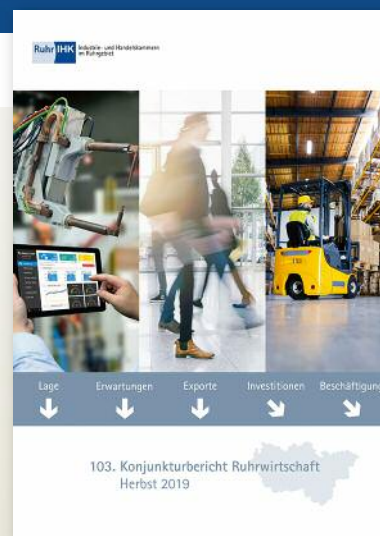 Ruhr IHK Industrie- und Handelskammern
im Ruhrgebiet
Lage Erwartungen Exporte Investitionen Beschäftigung
103. Konjunkturbericht Ruhrwirtschaft
Herbst 2019